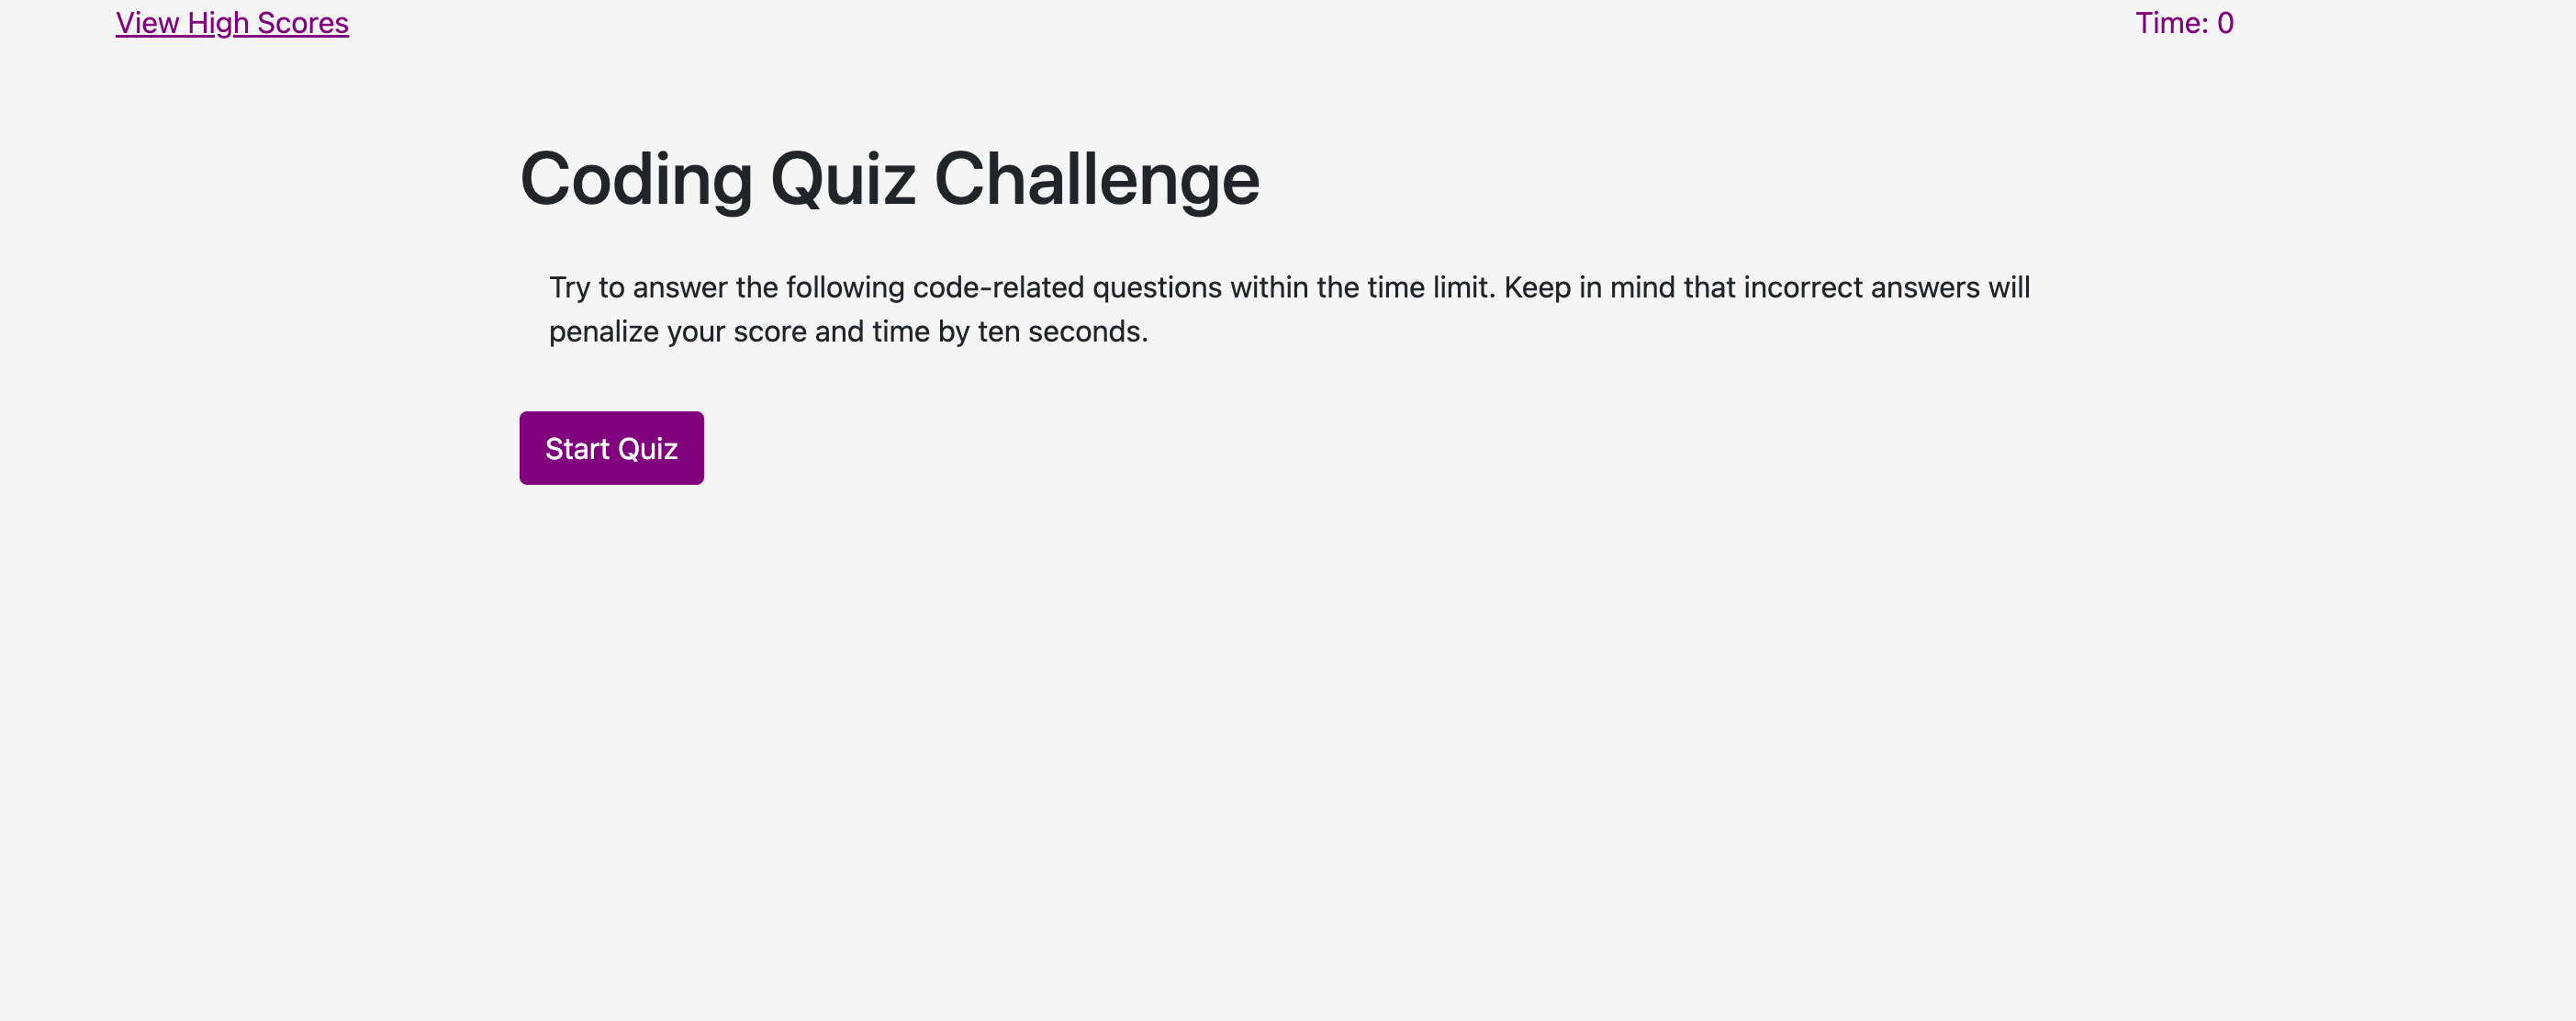 View High Scores
Time: 0
Coding Quiz Challenge
Try to answer the following code-related questions within the time limit. Keep in mind that incorrect answers will
penalize your score and time by ten seconds.
Start Quiz